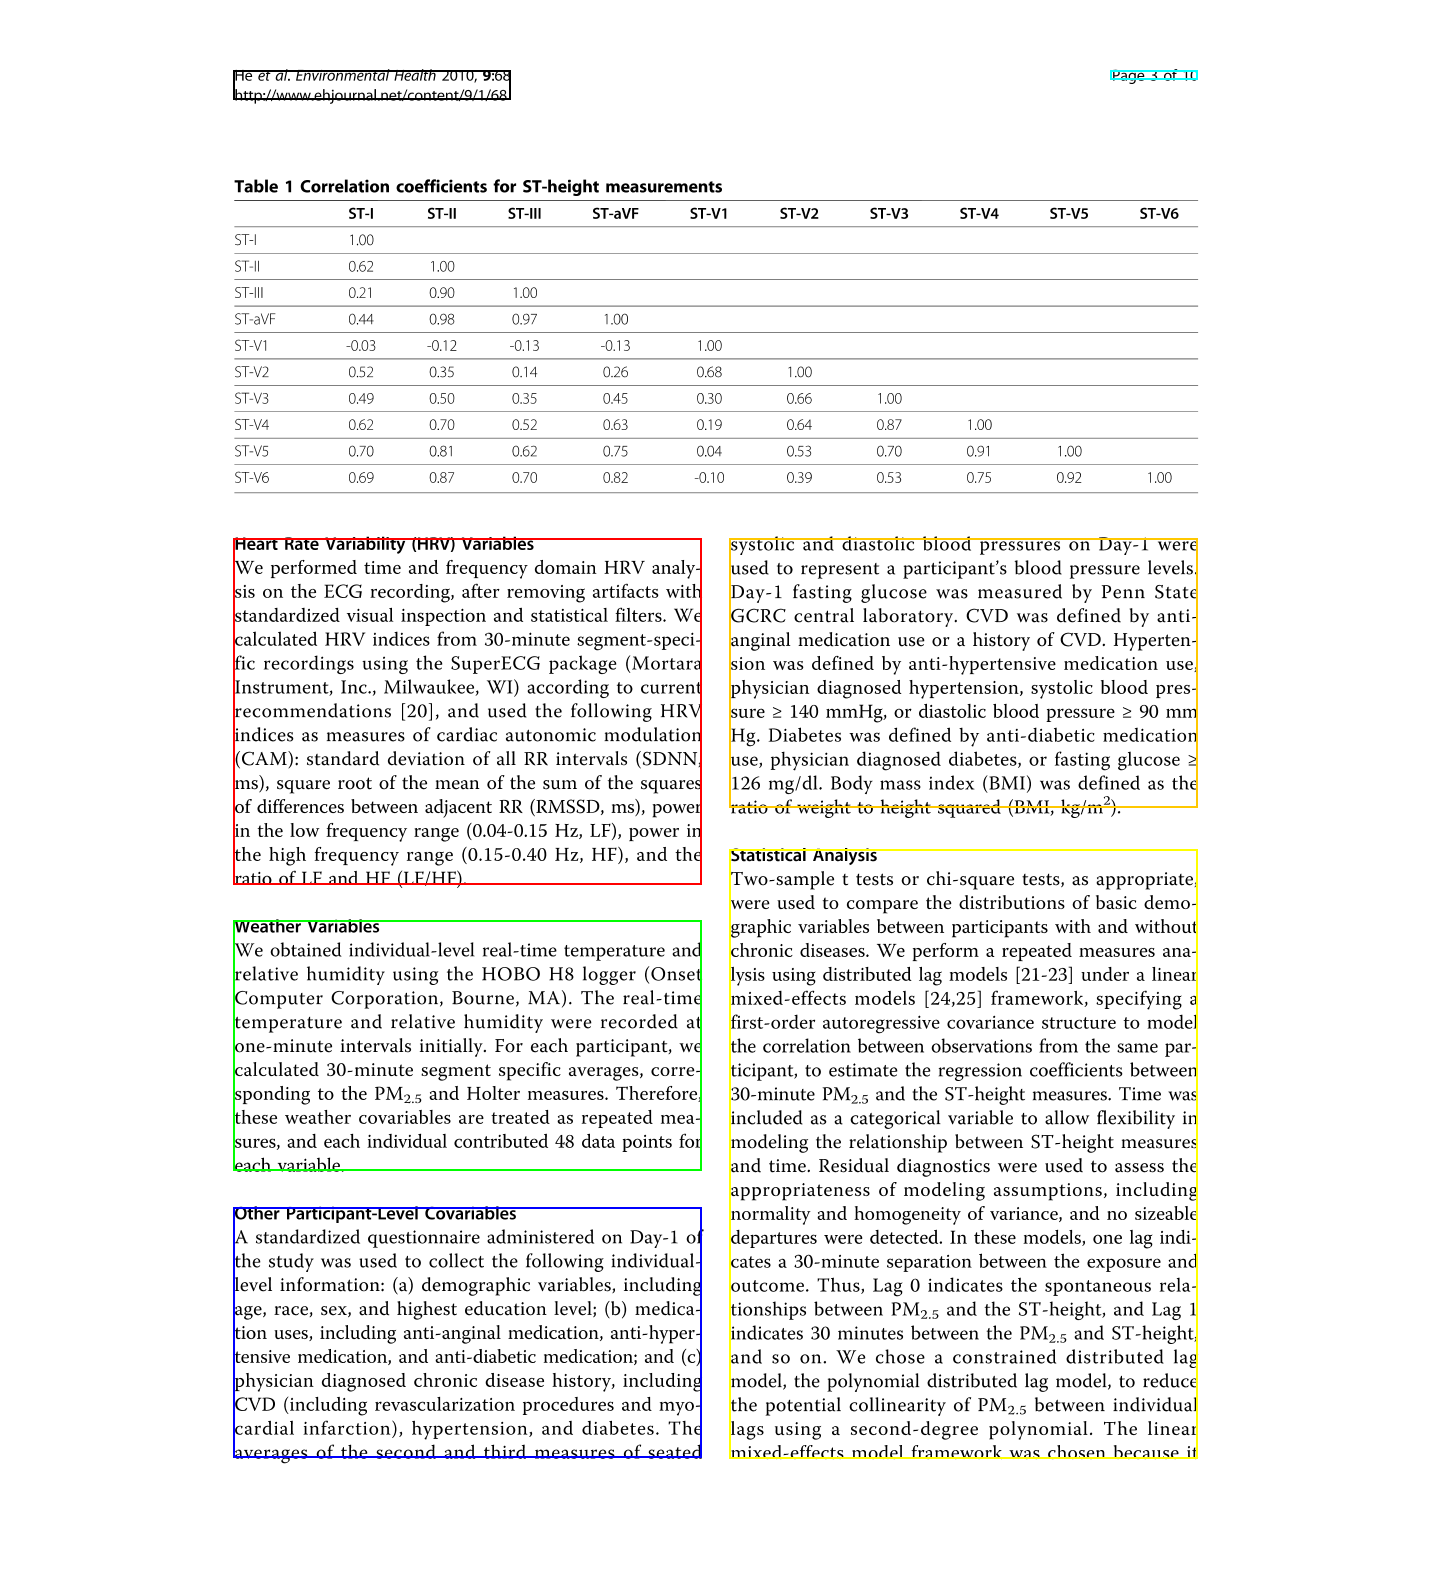 He et al. Environmental Health 2010, 9:68
http://www.ehjournal.net/content/9/1/68
Page 3 of 10
Table 1 Correlation coefficients for ST-height measurements
ST-I ST-II ST-III ST-aVF ST-V1 ST-V2 ST-V3 ST-V4 ST-V5 ST-V6
ST-I 1.00
ST-II 0.62 1.00
ST-III 0.21 0.90 1.00
ST-aVF 0.44 0.98 0.97 1.00
ST-V1 -0.03 -0.12 -0.13 -0.13 1.00
ST-V2 0.52 0.35 0.14 0.26 0.68 1.00
ST-V3 0.49 0.50 0.35 0.45 0.30 0.66 1.00
ST-V4 0.62 0.70 0.52 0.63 0.19 0.64 0.87 1.00
ST-V5 0.70 0.81 0.62 0.75 0.04 0.53 0.70 0.91 1.00
ST-V6 0.69 0.87 0.70 0.82 -0.10 0.39 0.53 0.75 0.92 1.00
Heart Rate Variability (HRV) Variables
We performed time and frequency domain HRV analy-
sis on the ECG recording, after removing artifacts with
standardized visual inspection and statistical filters. We
calculated HRV indices from 30-minute segment-speci-
fic recordings using the SuperECG package (Mortara
Instrument, Inc., Milwaukee, WI) according to current
recommendations [20], and used the following HRV
indices as measures of cardiac autonomic modulation
(CAM): standard deviation of all RR intervals (SDNN,
ms), square root of the mean of the sum of the squares
of differences between adjacent RR (RMSSD, ms), power
in the low frequency range (0.04-0.15 Hz, LF), power in
the high frequency range (0.15-0.40 Hz, HF), and the
ratio of LF and HF (LF/HF).
Weather Variables
We obtained individual-level real-time temperature and
relative humidity using the HOBO H8 logger (Onset
Computer Corporation, Bourne, MA). The real-time
temperature and relative humidity were recorded at
one-minute intervals initially. For each participant, we
calculated 30-minute segment specific averages, corre-
sponding to the PM2.5 and Holter measures. Therefore,
these weather covariables are treated as repeated mea-
sures, and each individual contributed 48 data points for
each variable.
Other Participant-Level Covariables
A standardized questionnaire administered on Day-1 of
the study was used to collect the following individual-
level information: (a) demographic variables, including
age, race, sex, and highest education level; (b) medica-
tion uses, including anti-anginal medication, anti-hyper-
tensive medication, and anti-diabetic medication; and (c)
physician diagnosed chronic disease history, including
CVD (including revascularization procedures and myo-
cardial infarction), hypertension, and diabetes. The
averages of the second and third measures of seated
systolic and diastolic blood pressures on Day-1 were
used to represent a participant's blood pressure levels.
Day-1 fasting glucose was measured by Penn State
GCRC central laboratory. CVD was defined by anti-
anginal medication use or a history of CVD. Hyperten-
sion was defined by anti-hypertensive medication use,
physician diagnosed hypertension, systolic blood pres-
sure ≥ 140 mmHg, or diastolic blood pressure ≥ 90 mm
Hg. Diabetes was defined by anti-diabetic medication
use, physician diagnosed diabetes, or fasting glucose ≥
126 mg/dl. Body mass index (BMI) was defined as the
ratio of weight to height squared (BMI, kg/m²).
Statistical Analysis
Two-sample t tests or chi-square tests, as appropriate,
were used to compare the distributions of basic demo-
graphic variables between participants with and without
chronic diseases. We perform a repeated measures ana-
lysis using distributed lag models [21-23] under a linear
mixed-effects models [24,25] framework, specifying a
first-order autoregressive covariance structure to model
the correlation between observations from the same par-
ticipant, to estimate the regression coefficients between
30-minute PM2.5 and the ST-height measures. Time was
included as a categorical variable to allow flexibility in
modeling the relationship between ST-height measures
and time. Residual diagnostics were used to assess the
appropriateness of modeling assumptions, including
normality and homogeneity of variance, and no sizeable
departures were detected. In these models, one lag indi-
cates a 30-minute separation between the exposure and
outcome. Thus, Lag 0 indicates the spontaneous rela-
tionships between PM2.5 and the ST-height, and Lag 1
indicates 30 minutes between the PM2.5 and ST-height,
and so on. We chose a constrained distributed lag
model, the polynomial distributed lag model, to reduce
the potential collinearity of PM2.5 between individual
lags using a second-degree polynomial. The linear
mixed-effects model framework was chosen because it